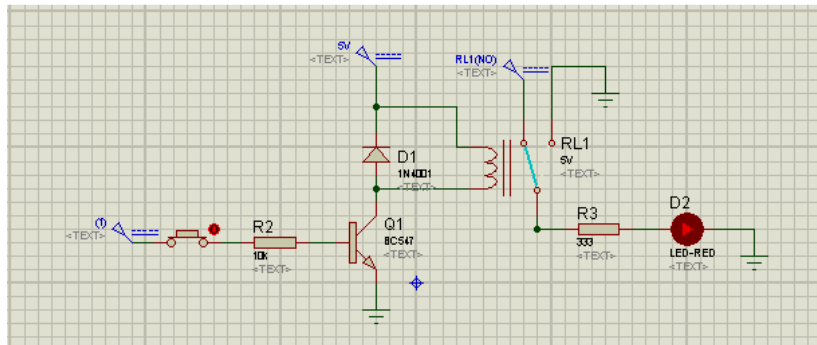 5V
<TEXT>
RL1(NO)
<TEXT>
RL1
5V
<TEXT>
D1
1N4001
<TEXT>
(1)
<TEXT>
R2
10k
<TEXT>
Q1
BC547
<TEXT>
R3
333
<TEXT>
D2
LED-RED
<TEXT>